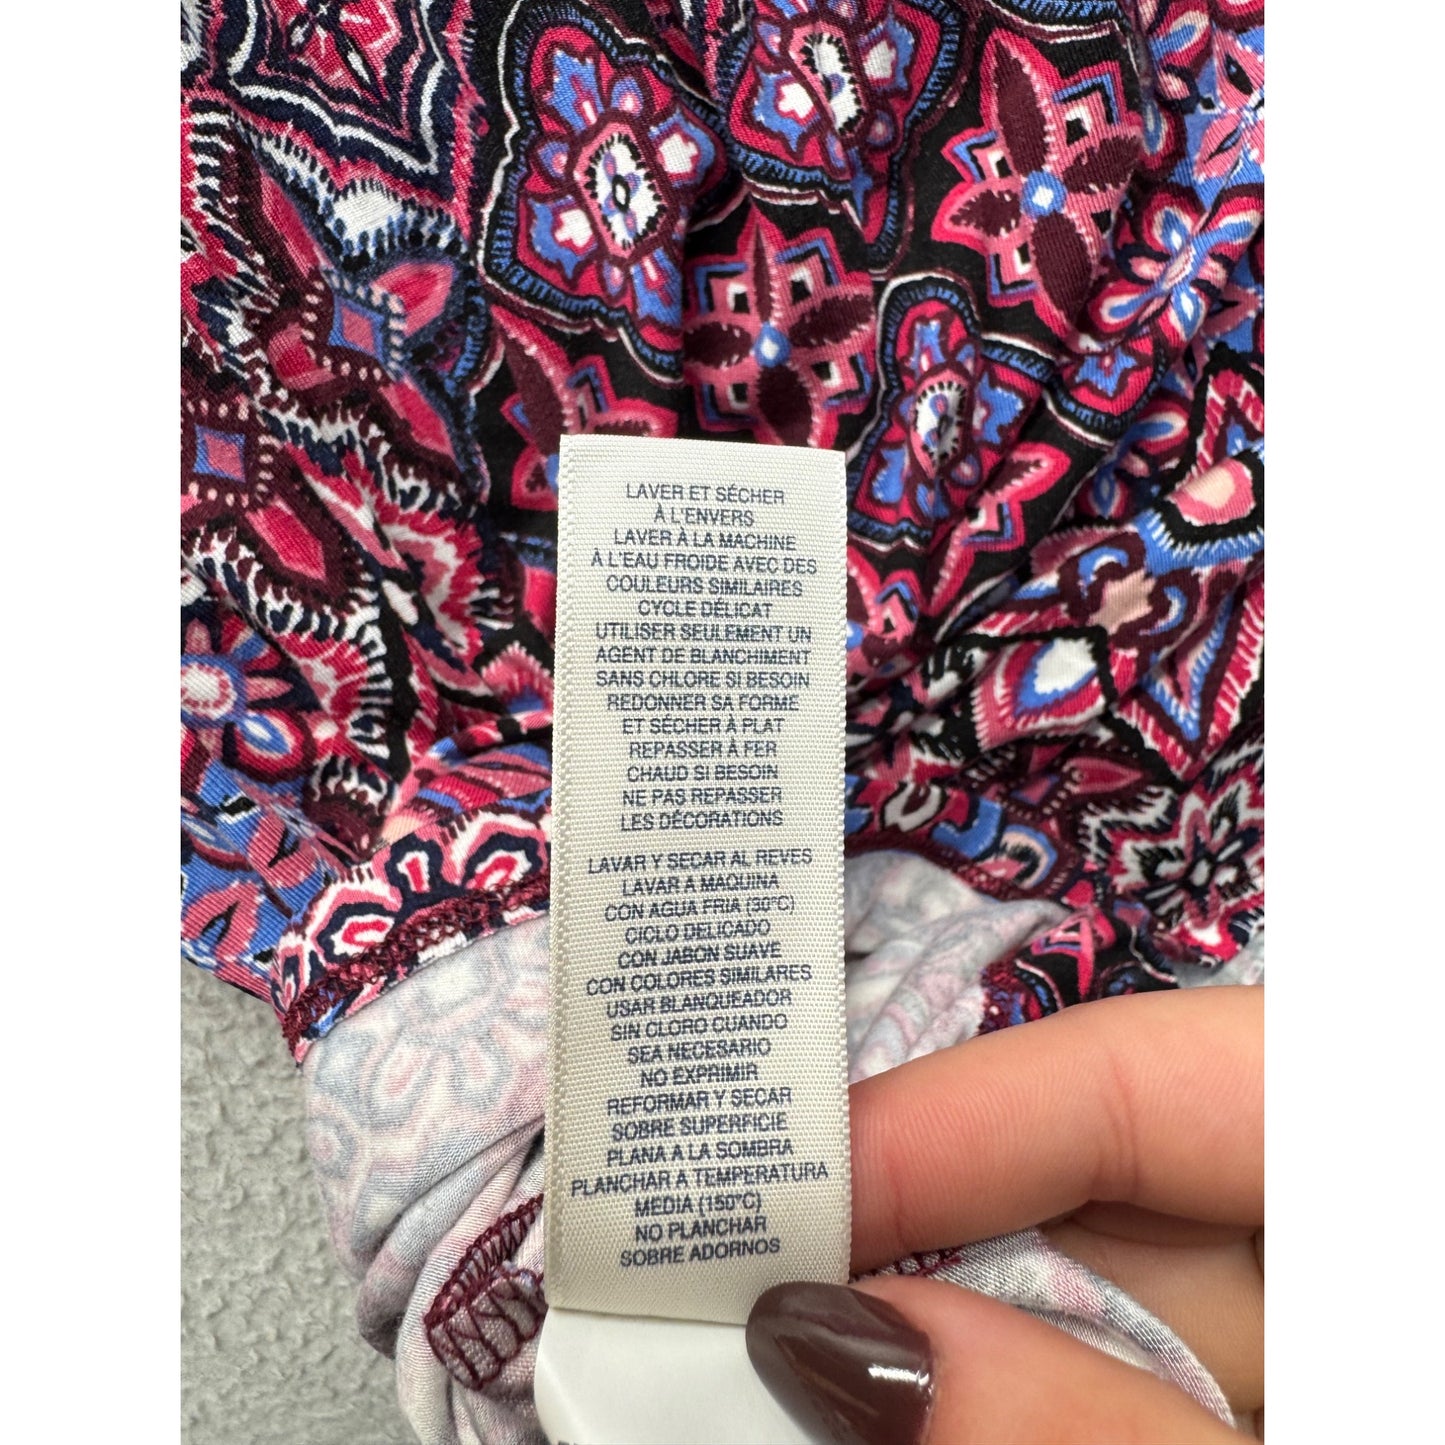 LAVER ET SÉCHER
À L'ENVERS
LAVER À LA MACHINE
À L'EAU FROIDE AVEC DES
COULEURS SIMILAIRES
CYCLE DÉLICAT
UTILISER SEULEMENT UN
AGENT DE BLANCHIMENT
SANS CHLORE SI BESOIN
REDONNER SA FORME
ET SÉCHER À PLAT
REPASSER À FER
CHAUD SI BESOIN
NE PAS REPASSER
LES DÉCORATIONS
LAVAR Y SECAR AL REVES
LAVAR A MAQUINA
CON AGUA FRIA (30°C)
CICLO DELICADO
CON JABON SUAVE
CON COLORES SIMILARES
USAR BLANQUEADOR
SIN CLORO CUANDO
SEA NECESARIO
NO EXPRIMIR
REFORMAR Y SECAR
SOBRE SUPERFICIE
PLANA A LA SOMBRA
PLANCHAR A TEMPERATURA
MEDIA (150°C)
NO PLANCHAR
SOBRE ADORNOS